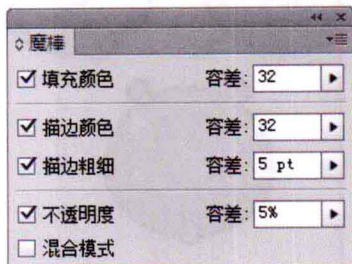 魔棒
填充颜色 容差: 32
描边颜色 容差: 32
描边粗细 容差: 5 pt
不透明度 容差: 5%
混合模式